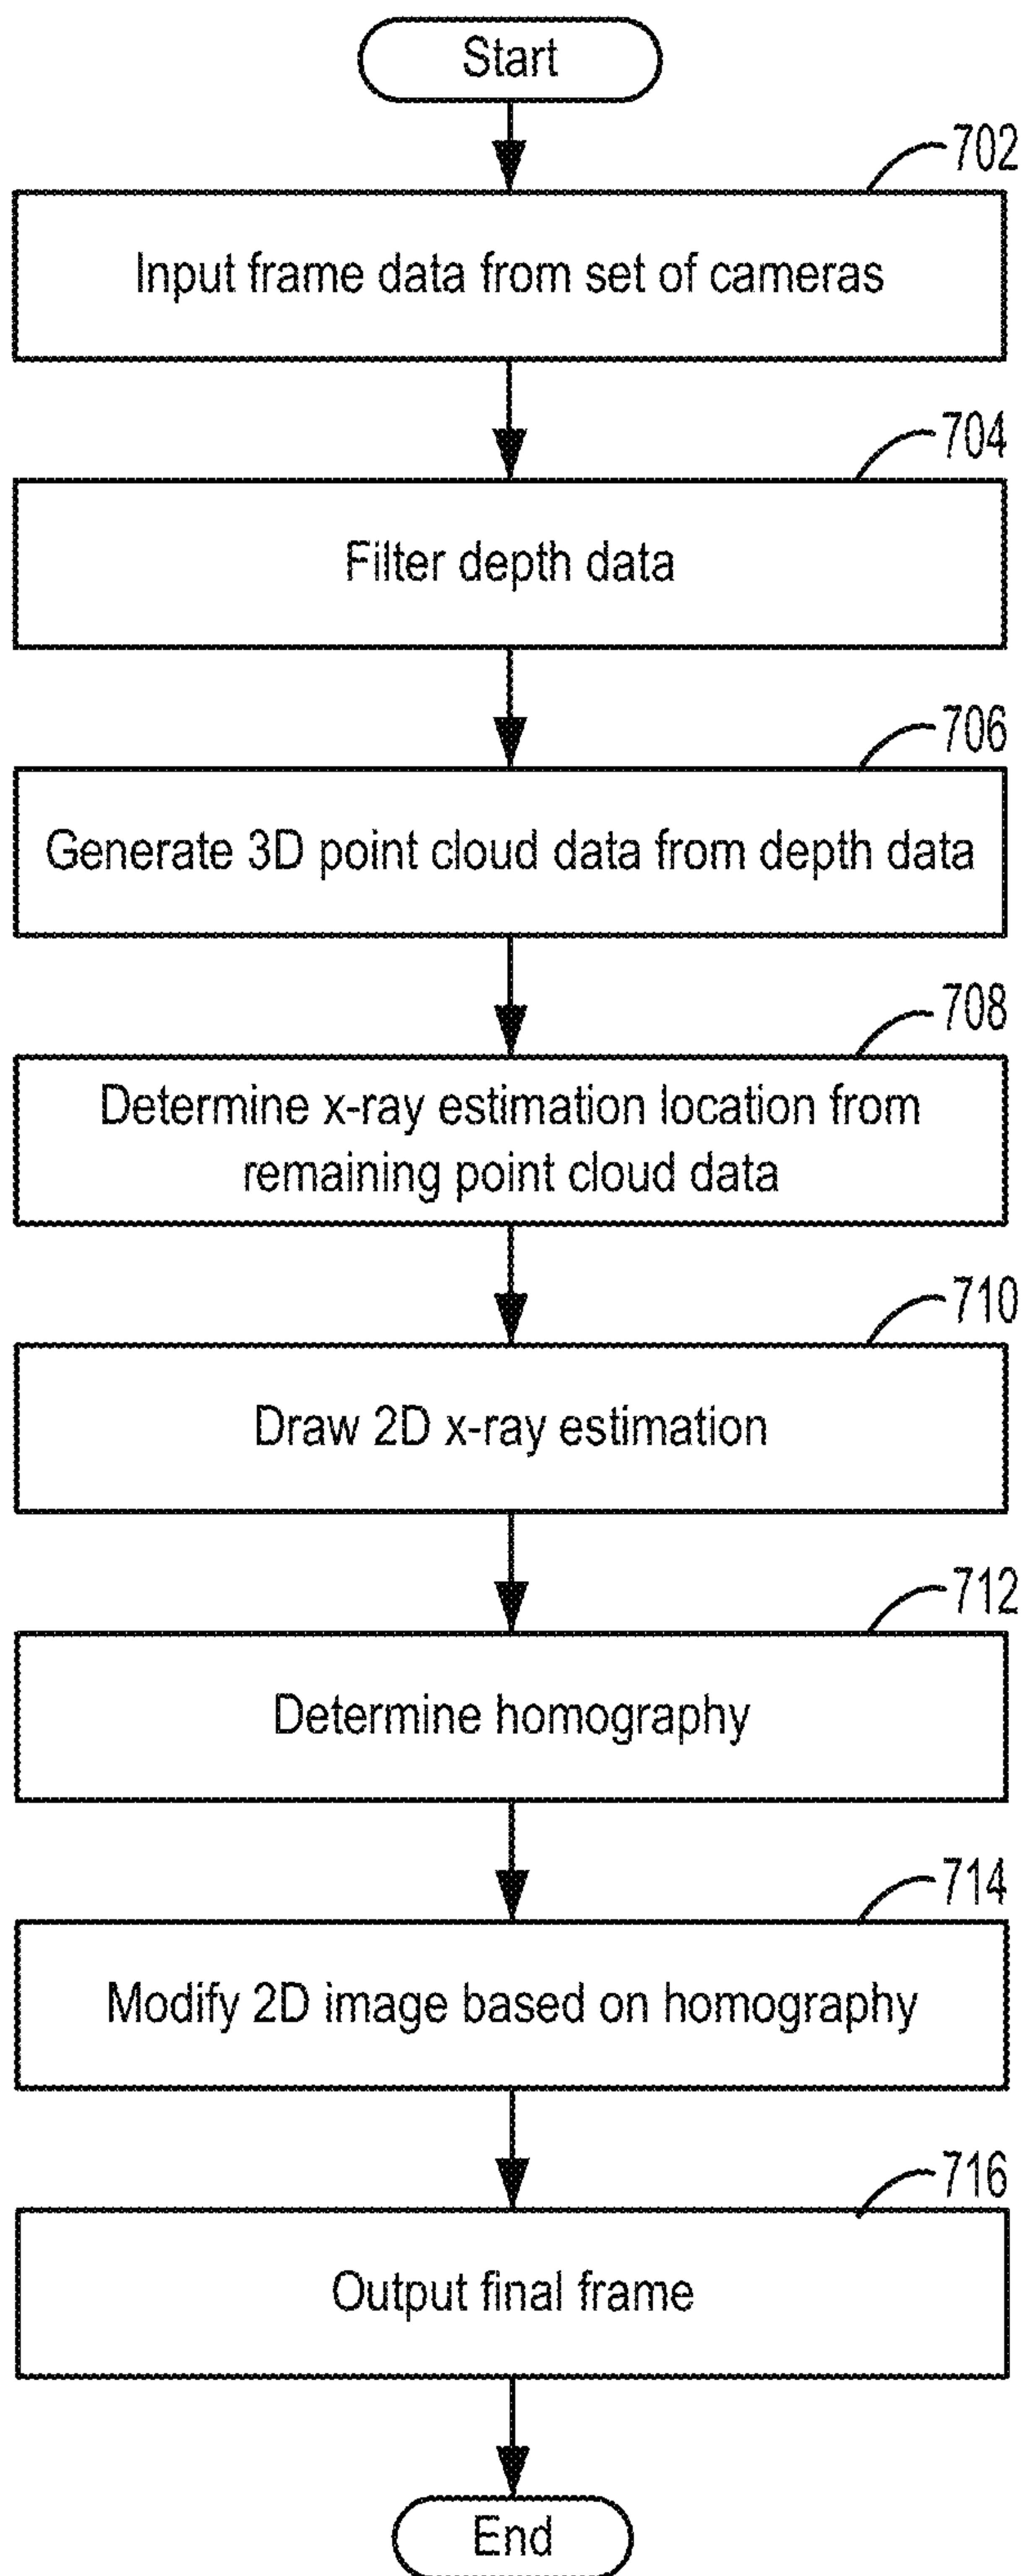 Start
702
Input frame data from set of cameras
704
Filter depth data
706
Generate 3D point cloud data from depth data
708
Determine x-ray estimation location from
remaining point cloud data
710
Draw 2D x-ray estimation
712
Determine homography
714
Modify 2D image based on homography
716
Output final frame
End